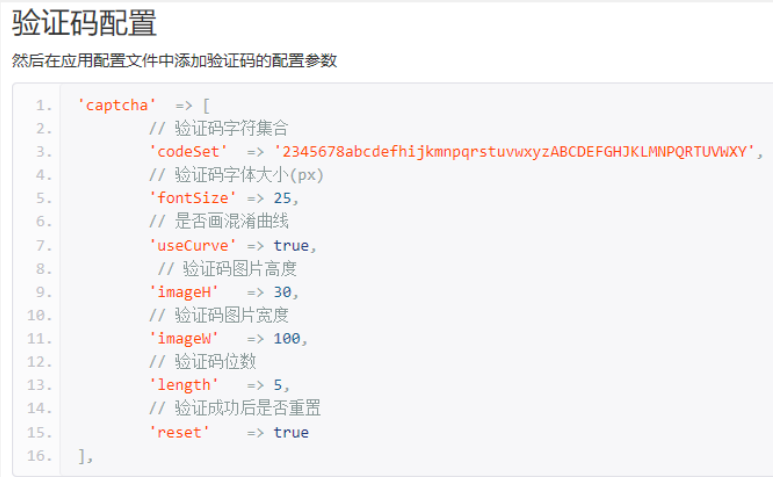 验证码配置
然后在应用配置文件中添加验证码的配置参数
1. 'captcha' => [
2. // 验证码字符集合
3. 'codeSet' => '2345678abcdefhijkmnpqrstuvwxyzABCDEFGHJKLMNPQRTUVWXY',
4. // 验证码字体大小(px)
5. 'fontSize' => 25,
6. // 是否画混淆曲线
7. 'useCurve' => true,
8. // 验证码图片高度
9. 'imageH' => 30,
10. // 验证码图片宽度
11. 'imageW' => 100,
12. // 验证码位数
13. 'length' => 5,
14. // 验证成功后是否重置
15. 'reset' => true
16. ],